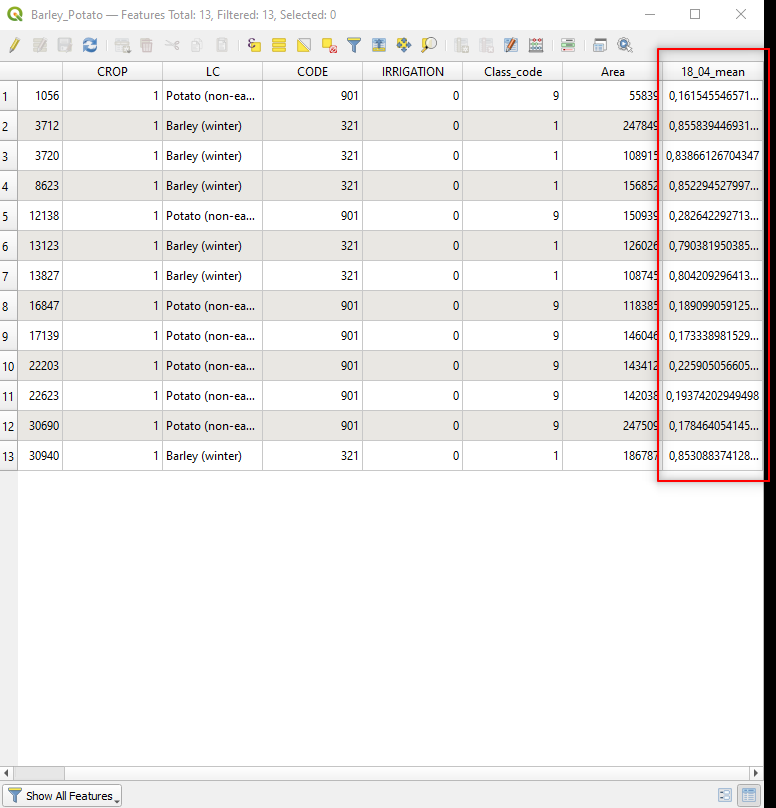 Barley_Potato — Features Total: 13, Filtered: 13, Selected: 0
CROP LC CODE IRRIGATION Class_code Area 18_04_mean
1 1056 1 Potato (non-ea... 901 0 9 55839 0,161545546571...
2 3712 1 Barley (winter) 321 0 1 247849 0,855839446931...
3 3720 1 Barley (winter) 321 0 1 108915 0,83866126704347
4 8623 1 Barley (winter) 321 0 1 156852 0,852294527997...
5 12138 1 Potato (non-ea... 901 0 9 150939 0,282642292713...
6 13123 1 Barley (winter) 321 0 1 126026 0,790381950385...
7 13827 1 Barley (winter) 321 0 1 108745 0,804209296413...
8 16847 1 Potato (non-ea... 901 0 9 118385 0,189099059125...
9 17139 1 Potato (non-ea... 901 0 9 146046 0,173338981529...
10 22203 1 Potato (non-ea... 901 0 9 143412 0,225905056605...
11 22623 1 Potato (non-ea... 901 0 9 142038 0,19374202949498
12 30690 1 Potato (non-ea... 901 0 9 247509 0,178464054145...
13 30940 1 Barley (winter) 321 0 1 186787 0,853088374128...
Show All Features